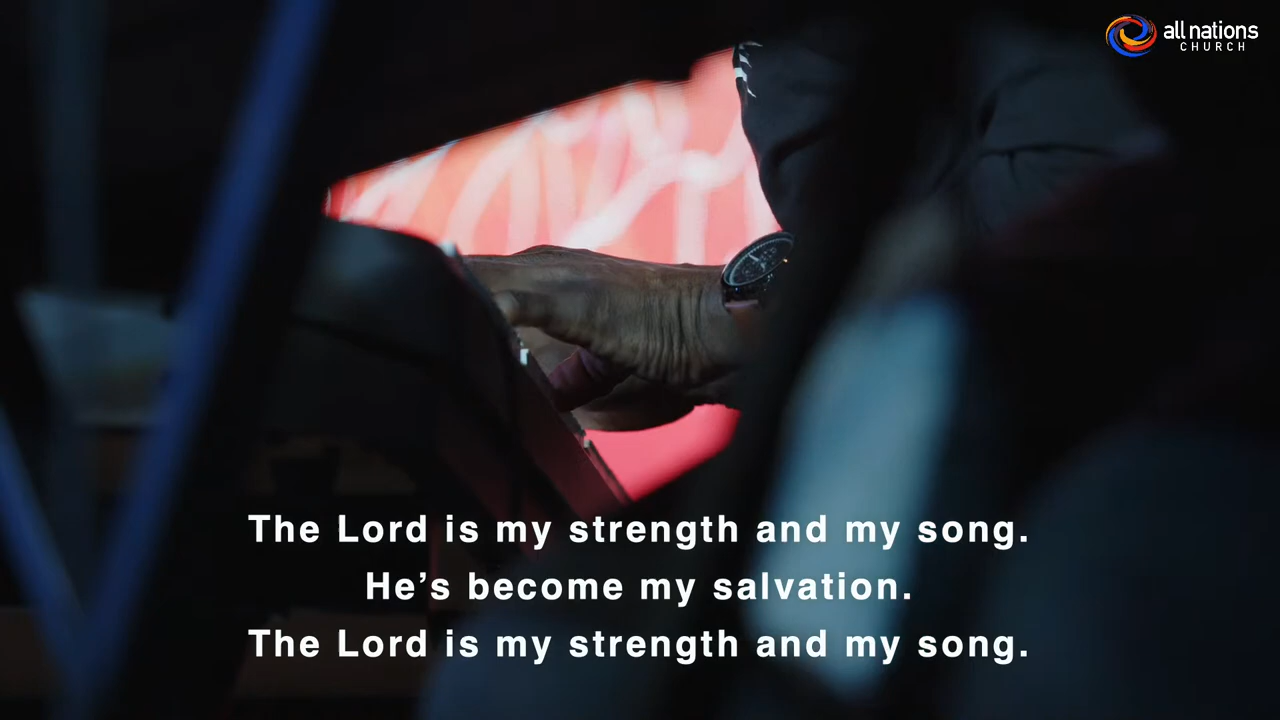 all nations
CHURCH
The Lord is my strength and my song.
He’s become my salvation.
The Lord is my strength and my song.